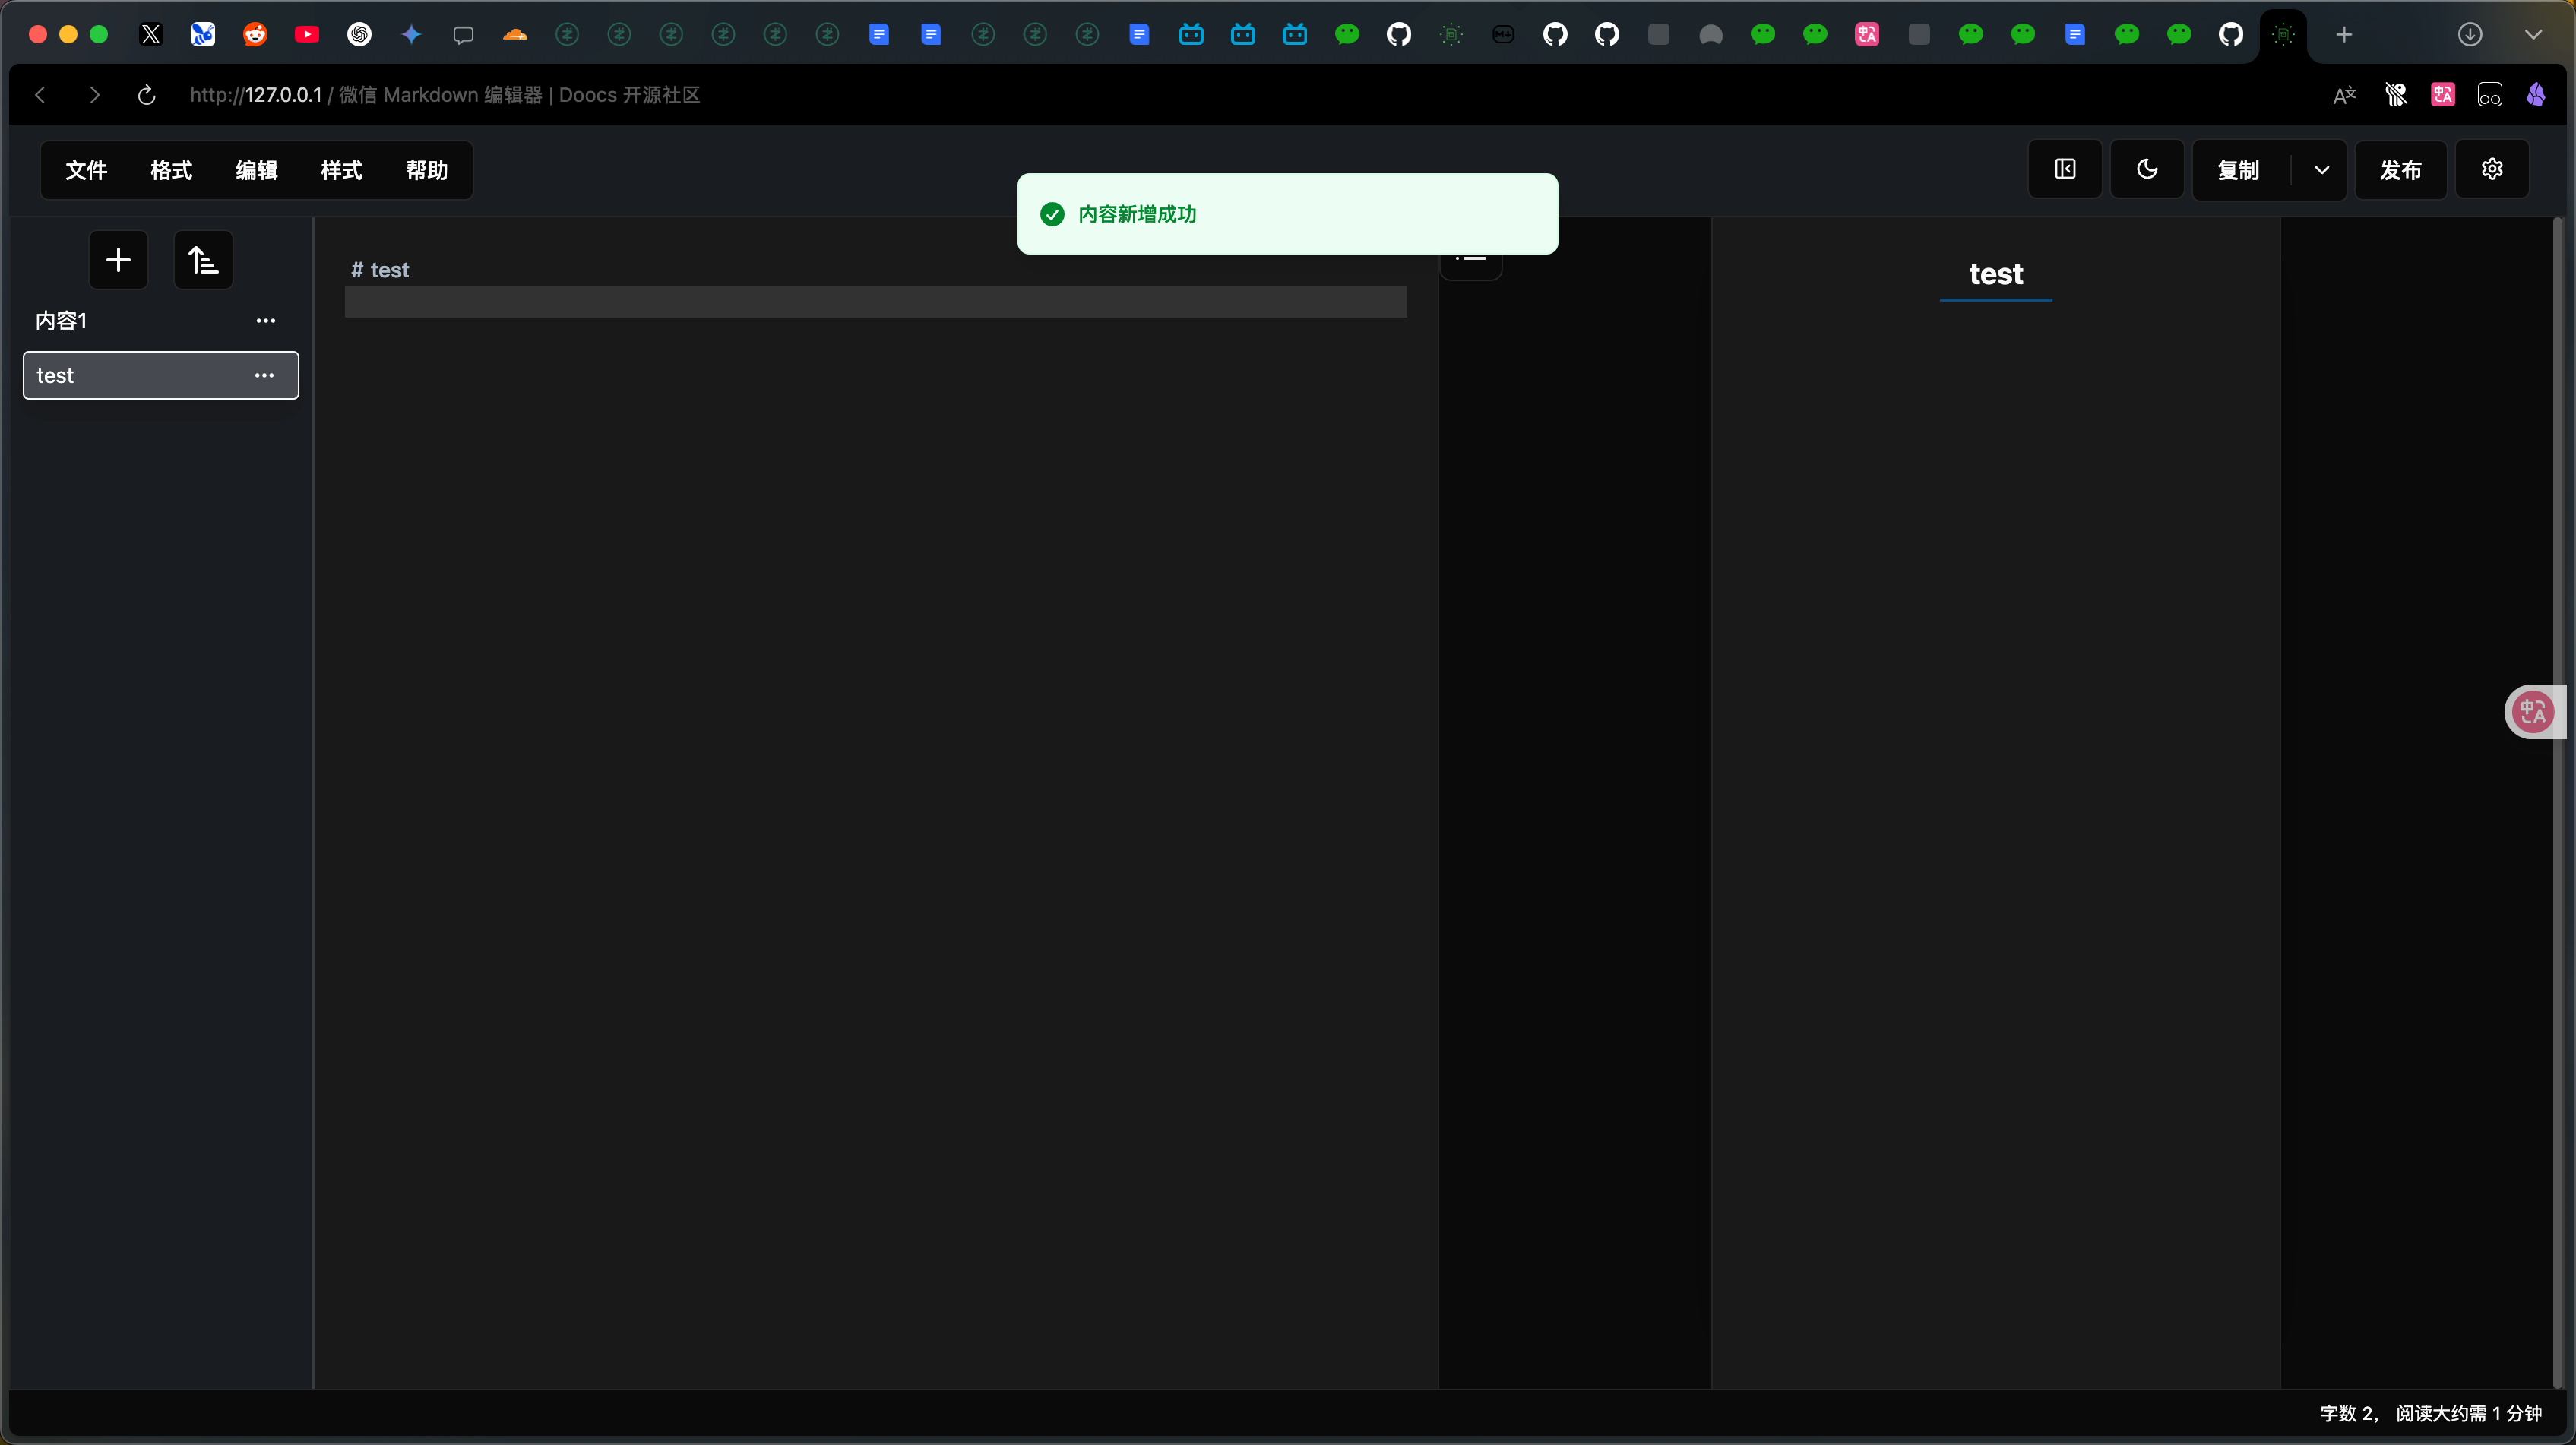 http://127.0.0.1 / 微信 Markdown 编辑器 | Doocs 开源社区
文件 格式 编辑 样式 帮助
复制 发布
内容新增成功
内容1
test
# test
test
字数 2， 阅读大约需 1 分钟